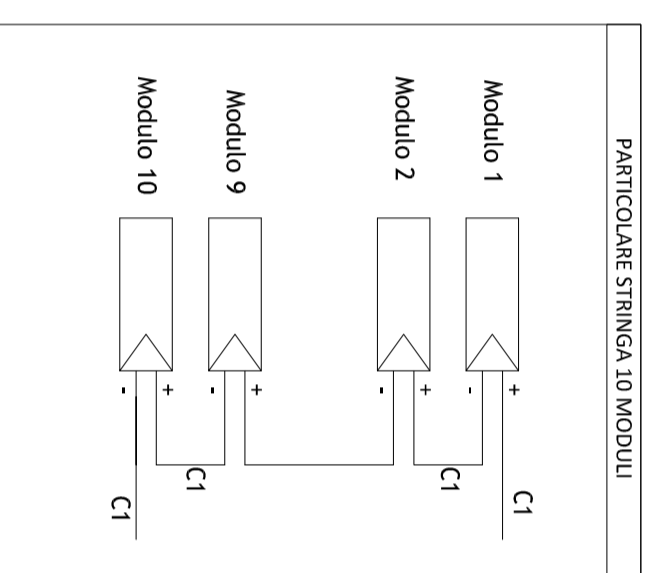 PARTICOLARE STRINGA 10 MODULI
Modulo 1
Modulo 2
Modulo 9
Modulo 10
+
-
+
-
+
-
+
-
C1
C1
C1
C1